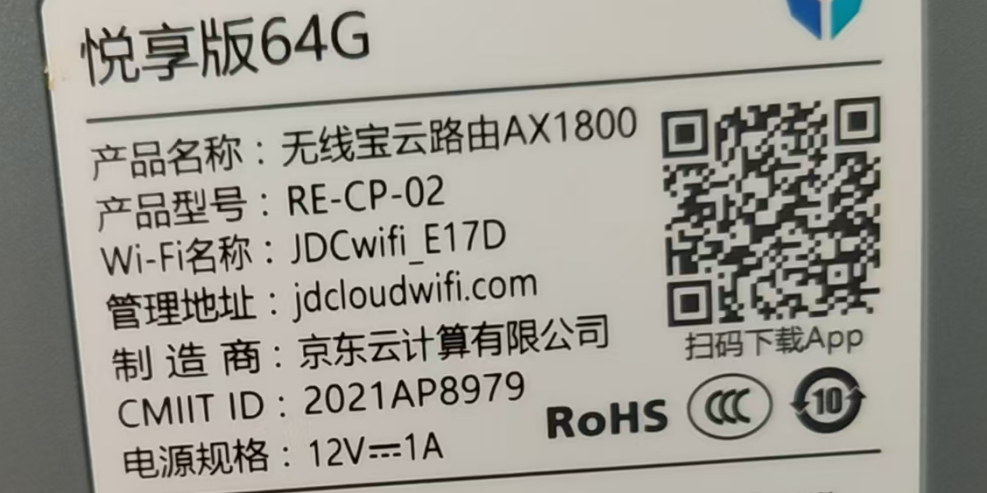 悦享版64G
产品名称：无线宝云路由AX1800
产品型号：RE-CP-02
Wi-Fi名称：JDCwifi_E17D
管理地址：jdcloudwifi.com
扫码下载App
制 造 商：京东云计算有限公司
CMIIT ID：2021AP8979
RoHS
CCC
10
电源规格：12V⎓1A